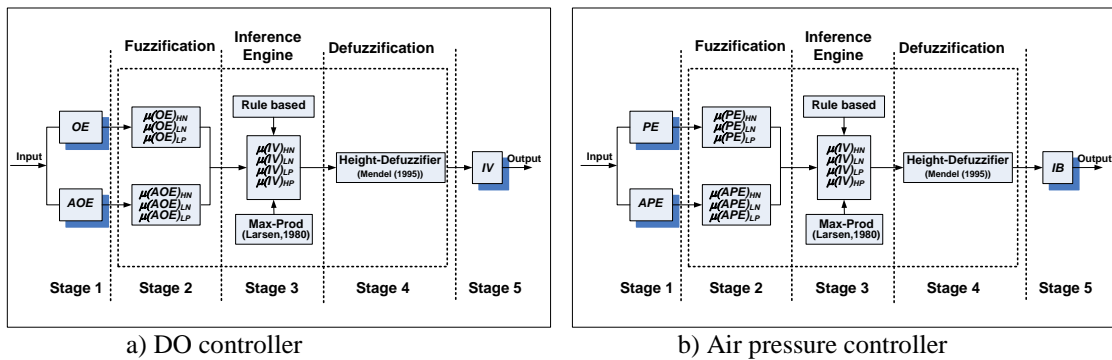 Fuzzification
Inference
Engine
Defuzzification
Input
OE
AOE
μ(OE)HN
μ(OE)LN
μ(OE)LP
μ(AOE)HN
μ(AOE)LN
μ(AOE)LP
Rule based
μ(IV)HN
μ(IV)LN
μ(IV)LP
μ(IV)HP
Max-Prod
(Larsen,1980)
Height-Defuzzifier
(Mendel (1995))
IV
Output
Stage 1
Stage 2
Stage 3
Stage 4
Stage 5
a) DO controller
Fuzzification
Inference
Engine
Defuzzification
Input
PE
APE
μ(PE)HN
μ(PE)LN
μ(PE)LP
μ(APE)HN
μ(APE)LN
μ(APE)LP
Rule based
μ(IV)HN
μ(IV)LN
μ(IV)LP
μ(IV)HP
Max-Prod
(Larsen,1980)
Height-Defuzzifier
(Mendel (1995))
IB
Output
Stage 1
Stage 2
Stage 3
Stage 4
Stage 5
b) Air pressure controller